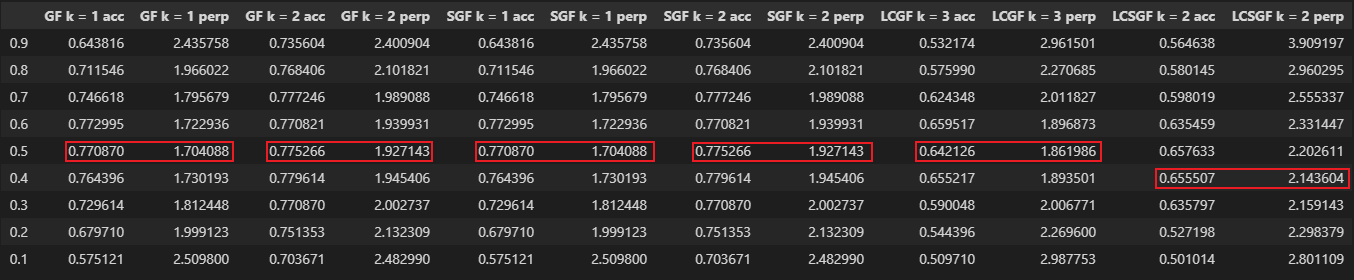 GF k = 1 acc GF k = 1 perp GF k = 2 acc GF k = 2 perp SGF k = 1 acc SGF k = 1 perp SGF k = 2 acc SGF k = 2 perp LCGF k = 3 acc LCGF k = 3 perp LCSGF k = 2 acc LCSGF k = 2 perp
0.9 0.643816 2.435758 0.735604 2.400904 0.643816 2.435758 0.735604 2.400904 0.532174 2.961501 0.564638 3.909197
0.8 0.711546 1.966022 0.768406 2.101821 0.711546 1.966022 0.768406 2.101821 0.575990 2.270685 0.580145 2.960295
0.7 0.746618 1.795679 0.777246 1.989088 0.746618 1.795679 0.777246 1.989088 0.624348 2.011827 0.598019 2.555337
0.6 0.772995 1.722936 0.770821 1.939931 0.772995 1.722936 0.770821 1.939931 0.659517 1.896873 0.635459 2.331447
0.5 0.770870 1.704088 0.775266 1.927143 0.770870 1.704088 0.775266 1.927143 0.642126 1.861986 0.657633 2.202611
0.4 0.764396 1.730193 0.779614 1.945406 0.764396 1.730193 0.779614 1.945406 0.655217 1.893501 0.655507 2.143604
0.3 0.729614 1.812448 0.770870 2.002737 0.729614 1.812448 0.770870 2.002737 0.590048 2.006771 0.635797 2.159143
0.2 0.679710 1.999123 0.751353 2.132309 0.679710 1.999123 0.751353 2.132309 0.544396 2.269600 0.527198 2.298379
0.1 0.575121 2.509800 0.703671 2.482990 0.575121 2.509800 0.703671 2.482990 0.509710 2.987753 0.501014 2.801109